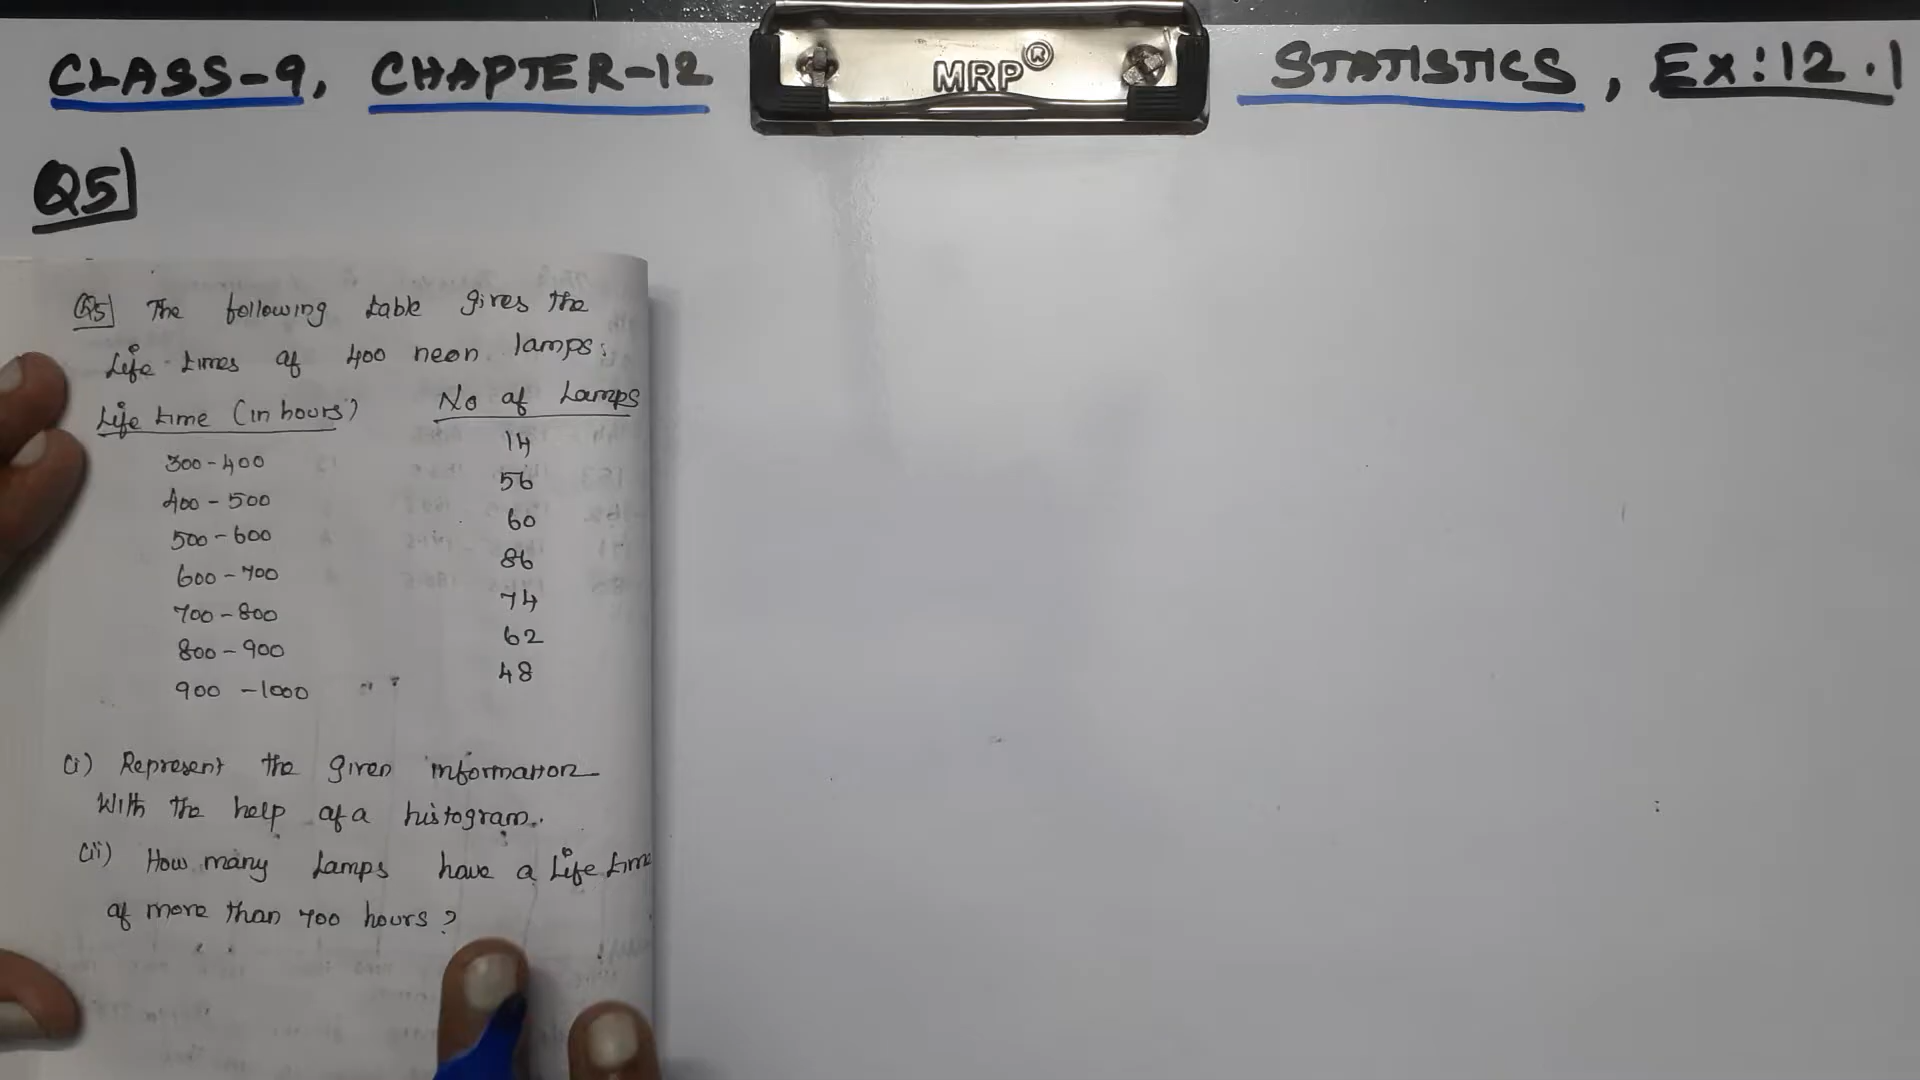 CLASS-9, CHAPTER-12 MRP® STATISTICS, Ex:12.1
Q5
Q5 The following table gives the
Life times of 400 neon lamps:
Life time (in hours) No of Lamps
300-400 14
400-500 56
500-600 60
600-700 86
700-800 74
800-900 62
900-1000 48
(i) Represent the given information
With the help of a histogram.
(ii) How many Lamps have a Life time
of more than 700 hours?